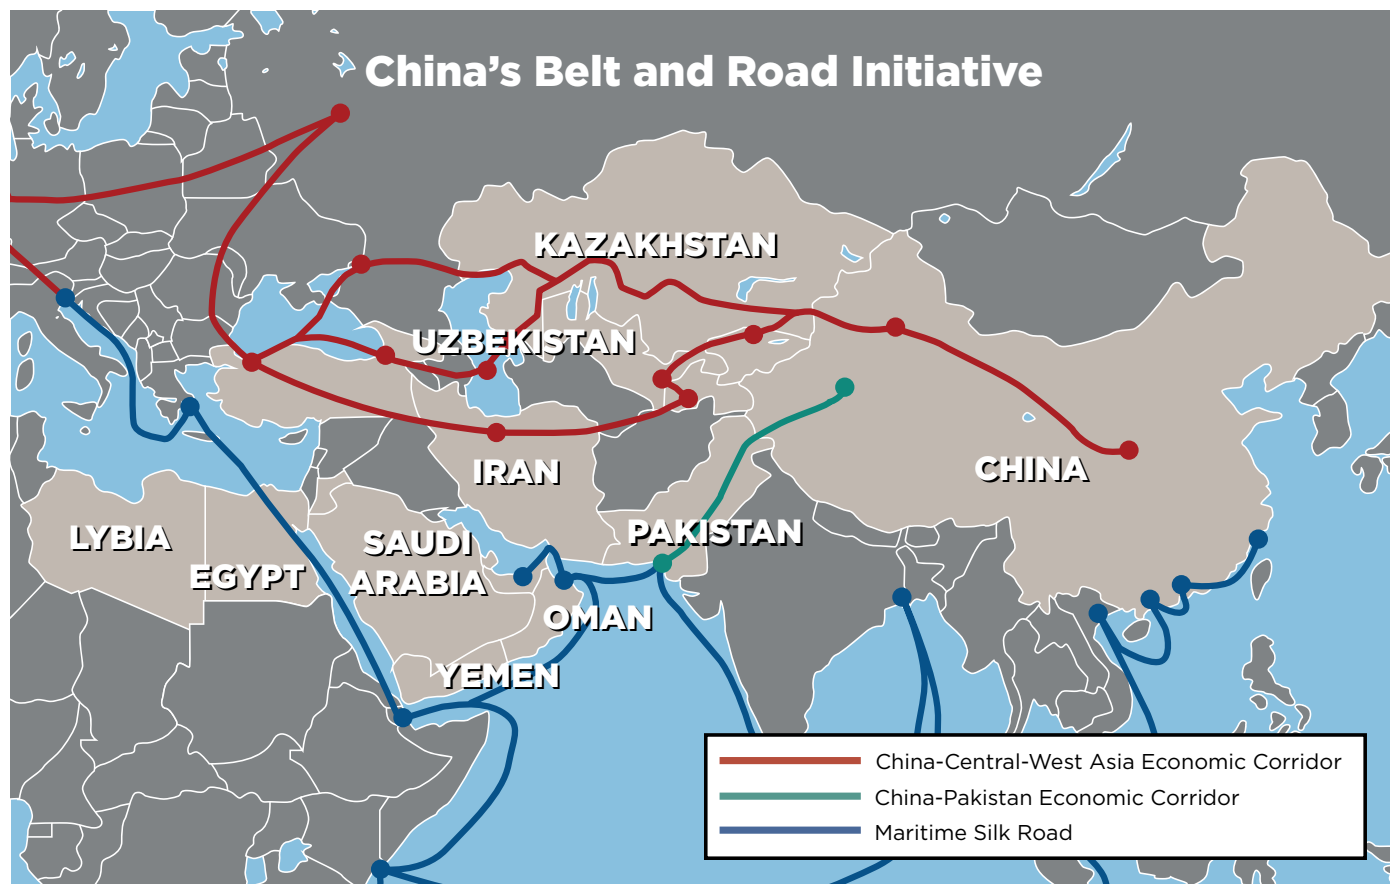 China's Belt and Road Initiative
KAZAKHSTAN
UZBEKISTAN
IRAN
CHINA
LYBIA
SAUDI
ARABIA
PAKISTAN
EGYPT
OMAN
YEMEN
China-Central-West Asia Economic Corridor
China-Pakistan Economic Corridor
Maritime Silk Road